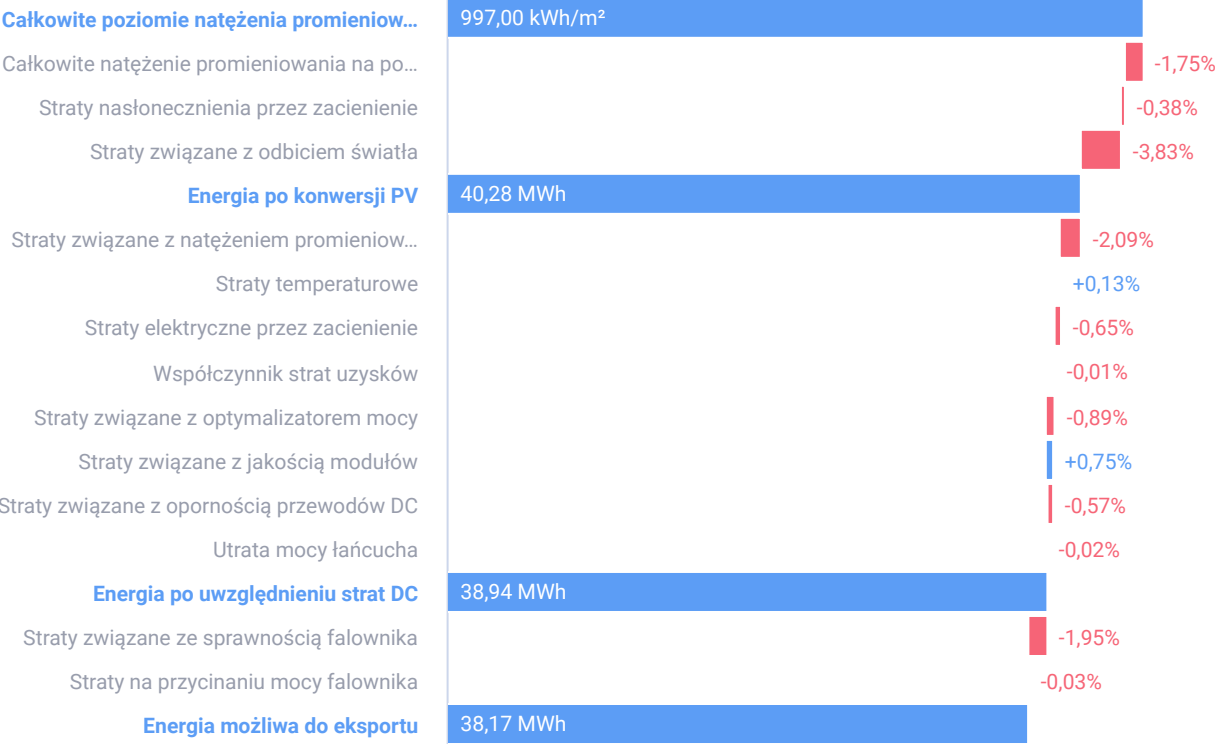 Całkowite poziomie natężenia promieniow… 997,00 kWh/m²
Całkowite natężenie promieniowania na po… -1,75%
Straty nasłonecznienia przez zacienienie -0,38%
Straty związane z odbiciem światła -3,83%
Energia po konwersji PV 40,28 MWh
Straty związane z natężeniem promieniow… -2,09%
Straty temperaturowe +0,13%
Straty elektryczne przez zacienienie -0,65%
Współczynnik strat uzysków -0,01%
Straty związane z optymalizatorem mocy -0,89%
Straty związane z jakością modułów +0,75%
Straty związane z opornością przewodów DC -0,57%
Utrata mocy łańcucha -0,02%
Energia po uwzględnieniu strat DC 38,94 MWh
Straty związane ze sprawnością falownika -1,95%
Straty na przycinaniu mocy falownika -0,03%
Energia możliwa do eksportu 38,17 MWh